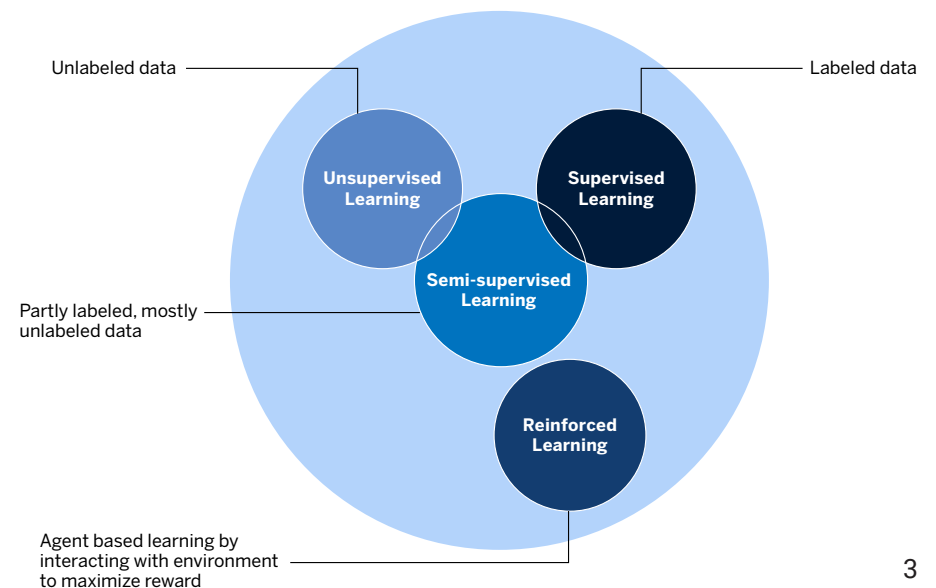 Unlabeled data
Labeled data
Unsupervised
Learning
Supervised
Learning
Semi-supervised
Learning
Partly labeled, mostly
unlabeled data
Reinforced
Learning
Agent based learning by
interacting with environment
to maximize reward
3